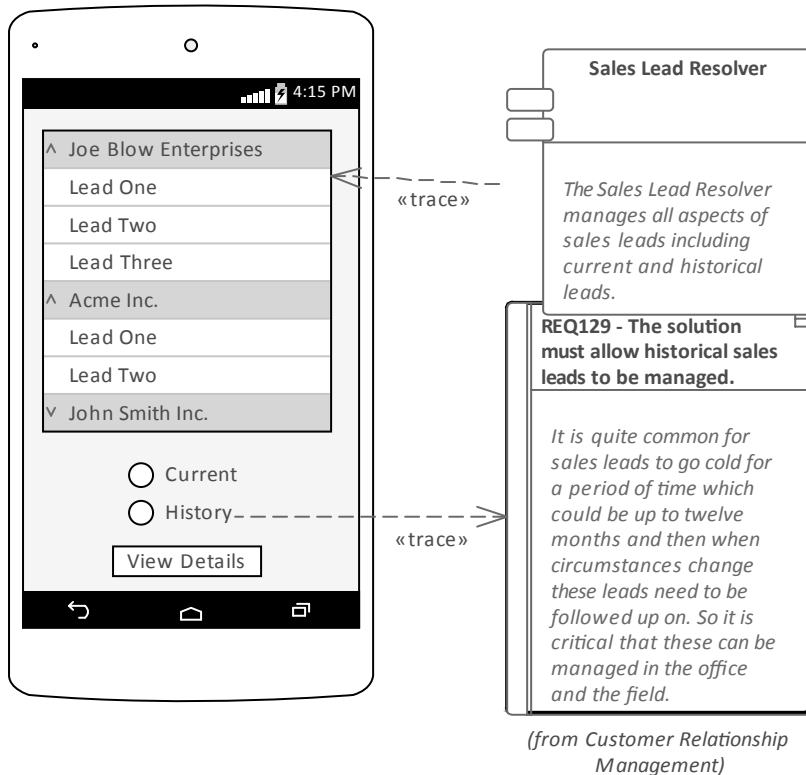 4:15 PM
^ Joe Blow Enterprises
Lead One
Lead Two
Lead Three
^ Acme Inc.
Lead One
Lead Two
v John Smith Inc.
Current
History
View Details
«trace»
«trace»
Sales Lead Resolver
The Sales Lead Resolver
manages all aspects of
sales leads including
current and historical
leads.
REQ129 - The solution
must allow historical sales
leads to be managed.
It is quite common for
sales leads to go cold for
a period of time which
could be up to twelve
months and then when
circumstances change
these leads need to be
followed up on. So it is
critical that these can be
managed in the office
and the field.
(from Customer Relationship
Management)